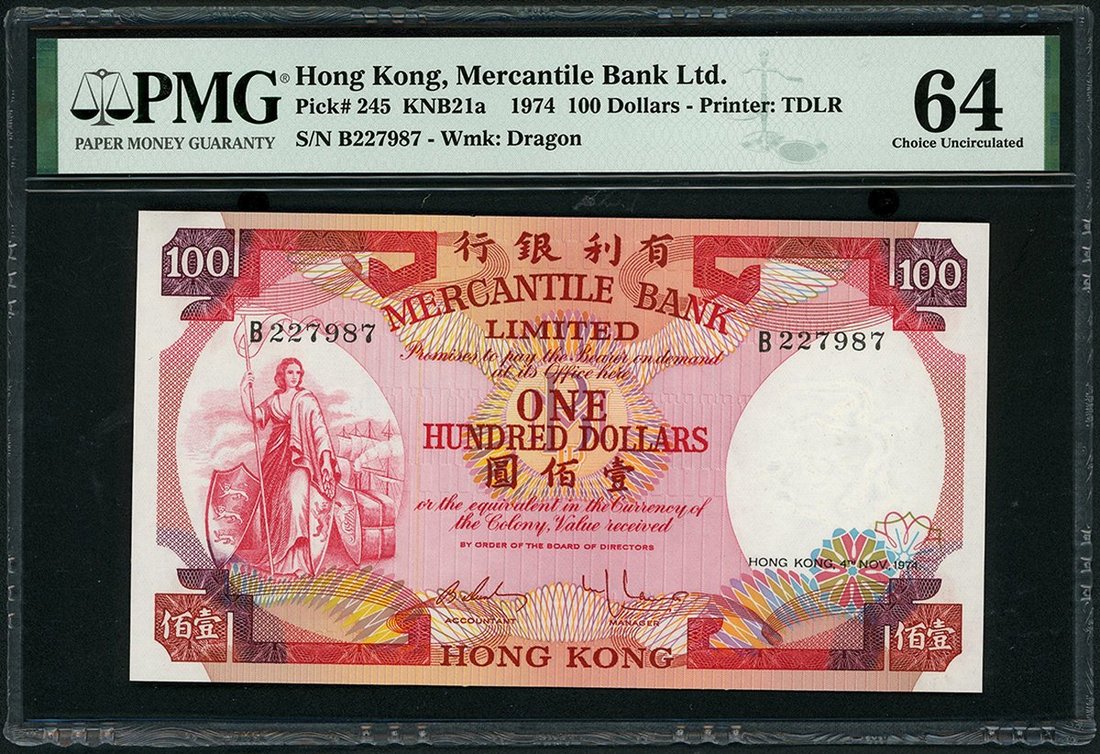 PMG®
PAPER MONEY GUARANTY
Hong Kong, Mercantile Bank Ltd.
Pick# 245 KNB21a 1974 100 Dollars - Printer: TDLR
S/N B227987 - Wmk: Dragon
64
Choice Uncirculated
100
行銀利有
100
MERCANTILE BANK
LIMITED
B 227987
B 227987
Promises to pay the Bearer on demand
at its Office here
ONE
HUNDRED DOLLARS
圓佰壹
or the equivalent in the Currency of
the Colony, Value received
BY ORDER OF THE BOARD OF DIRECTORS
HONG KONG, 4TH NOV. 1974
ACCOUNTANT
MANAGER
佰壹
佰壹
HONG KONG